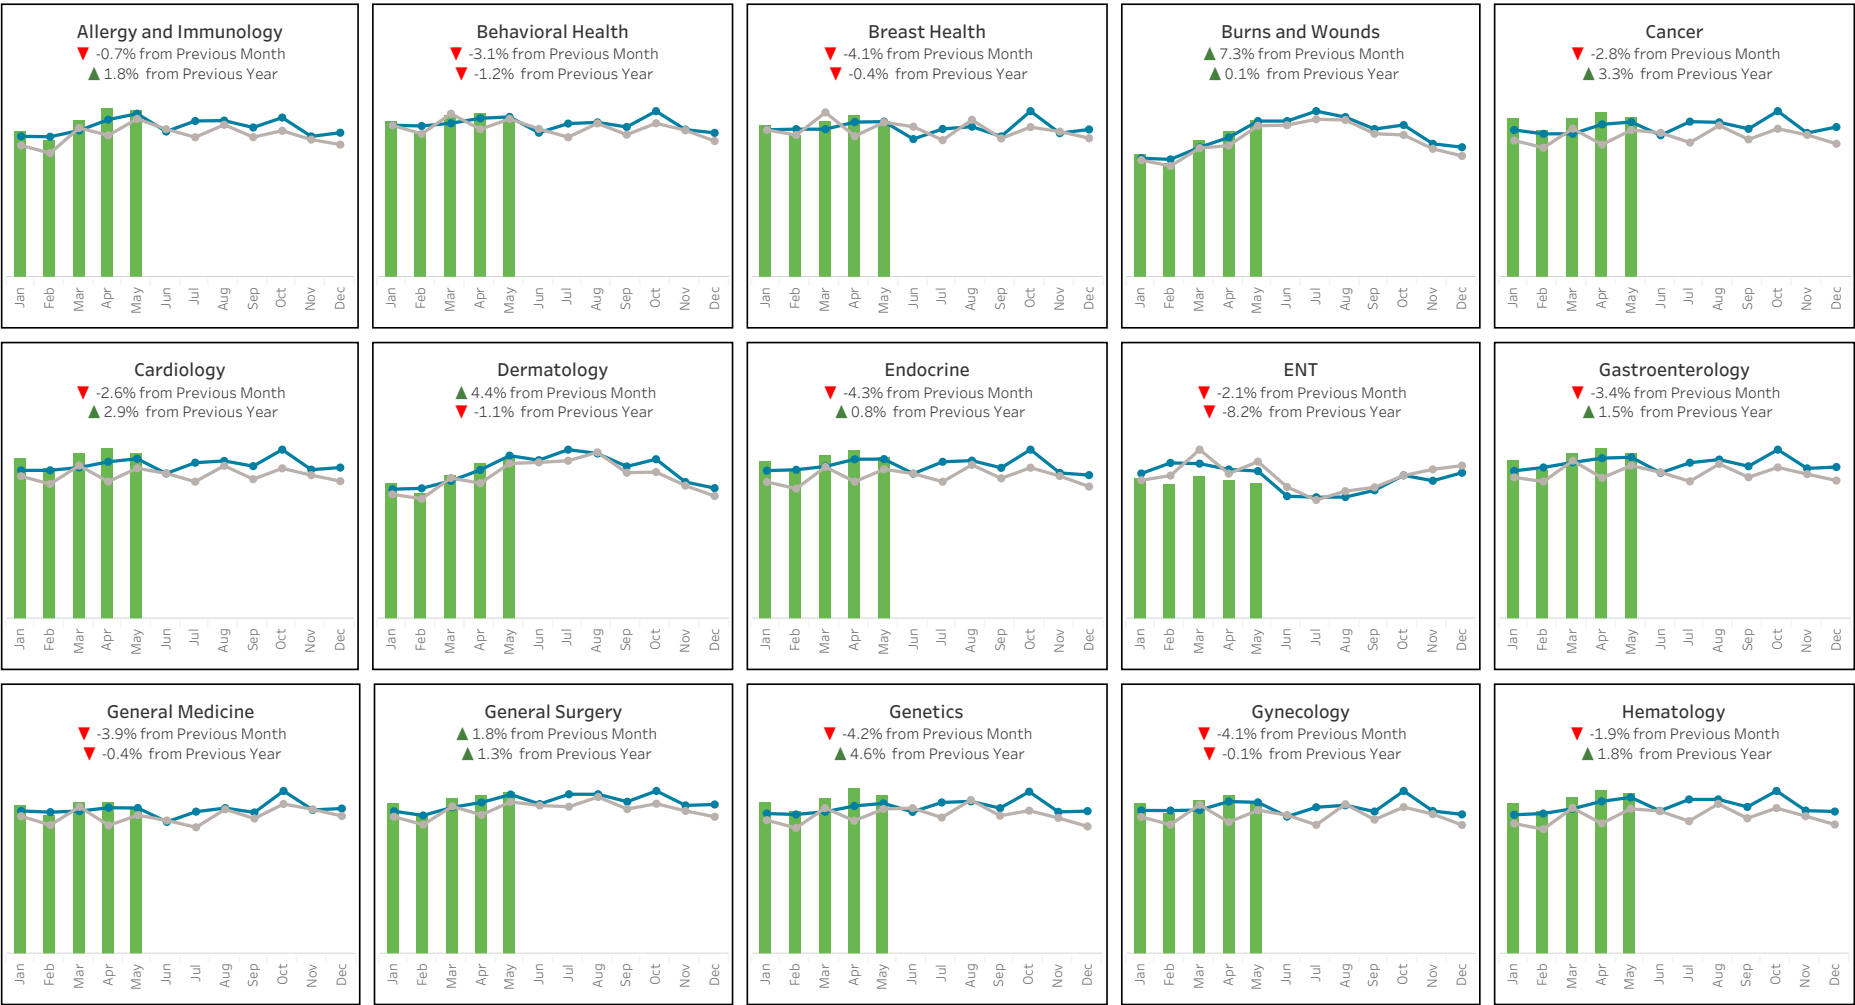 Allergy and Immunology
▼ -0.7% from Previous Month
▲ 1.8% from Previous Year
Jan Feb Mar Apr May Jun Jul Aug Sep Oct Nov Dec
Behavioral Health
▼ -3.1% from Previous Month
▼ -1.2% from Previous Year
Jan Feb Mar Apr May Jun Jul Aug Sep Oct Nov Dec
Breast Health
▼ -4.1% from Previous Month
▼ -0.4% from Previous Year
Jan Feb Mar Apr May Jun Jul Aug Sep Oct Nov Dec
Burns and Wounds
▲ 7.3% from Previous Month
▲ 0.1% from Previous Year
Jan Feb Mar Apr May Jun Jul Aug Sep Oct Nov Dec
Cancer
▼ -2.8% from Previous Month
▲ 3.3% from Previous Year
Jan Feb Mar Apr May Jun Jul Aug Sep Oct Nov Dec
Cardiology
▼ -2.6% from Previous Month
▲ 2.9% from Previous Year
Jan Feb Mar Apr May Jun Jul Aug Sep Oct Nov Dec
Dermatology
▲ 4.4% from Previous Month
▼ -1.1% from Previous Year
Jan Feb Mar Apr May Jun Jul Aug Sep Oct Nov Dec
Endocrine
▼ -4.3% from Previous Month
▲ 0.8% from Previous Year
Jan Feb Mar Apr May Jun Jul Aug Sep Oct Nov Dec
ENT
▼ -2.1% from Previous Month
▼ -8.2% from Previous Year
Jan Feb Mar Apr May Jun Jul Aug Sep Oct Nov Dec
Gastroenterology
▼ -3.4% from Previous Month
▲ 1.5% from Previous Year
Jan Feb Mar Apr May Jun Jul Aug Sep Oct Nov Dec
General Medicine
▼ -3.9% from Previous Month
▼ -0.4% from Previous Year
Jan Feb Mar Apr May Jun Jul Aug Sep Oct Nov Dec
General Surgery
▲ 1.8% from Previous Month
▲ 1.3% from Previous Year
Jan Feb Mar Apr May Jun Jul Aug Sep Oct Nov Dec
Genetics
▼ -4.2% from Previous Month
▲ 4.6% from Previous Year
Jan Feb Mar Apr May Jun Jul Aug Sep Oct Nov Dec
Gynecology
▼ -4.1% from Previous Month
▼ -0.1% from Previous Year
Jan Feb Mar Apr May Jun Jul Aug Sep Oct Nov Dec
Hematology
▼ -1.9% from Previous Month
▲ 1.8% from Previous Year
Jan Feb Mar Apr May Jun Jul Aug Sep Oct Nov Dec